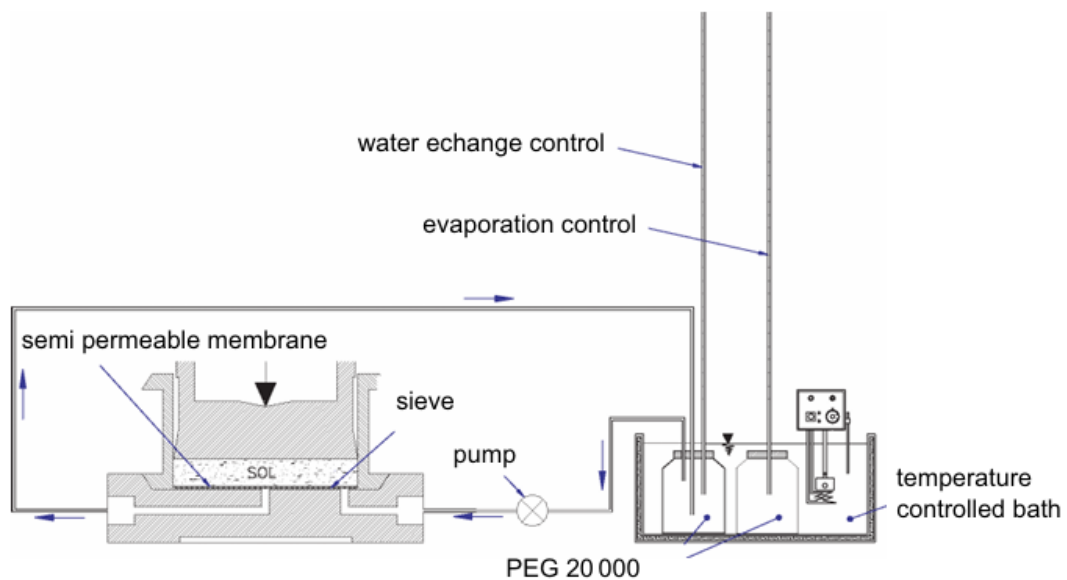 water echange control
evaporation control
semi permeable membrane
sieve
SOL
pump
temperature
controlled bath
PEG 20 000